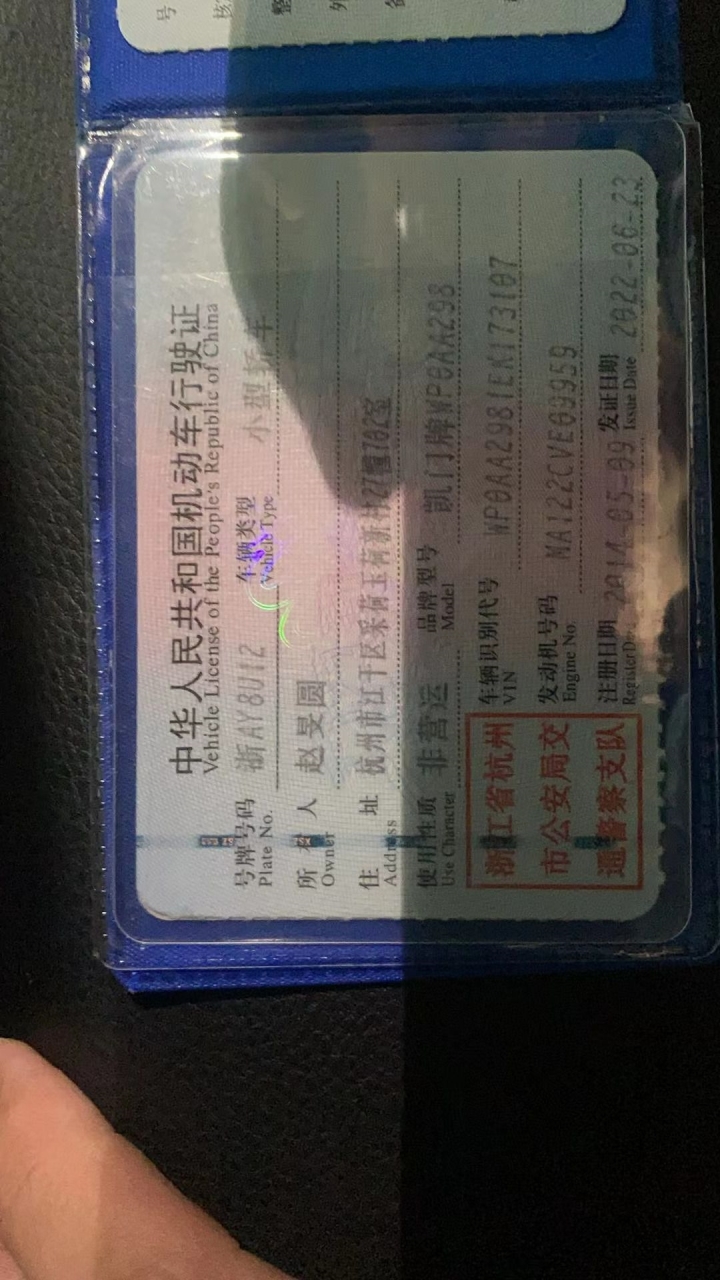 中华人民共和国机动车行驶证
Vehicle License of the People's Republic of China
号牌号码 浙AY8U12 车辆类型 小型轿车
Plate No. Vehicle Type
所有人 赵旻圆
Owner
住址 杭州市江干区采荷玉荷新村27幢702室
Address
使用性质 非营运 品牌型号 凯门牌WP0AA298
Use Character Model
浙江省杭州
市公安局交
通警察支队
车辆识别代号 WP0AA2981EK173107
VIN
发动机号码 MA122CVE09959
Engine No.
注册日期 2014-05-09 发证日期 2022-06-23
Issue Date
号
核
整
外